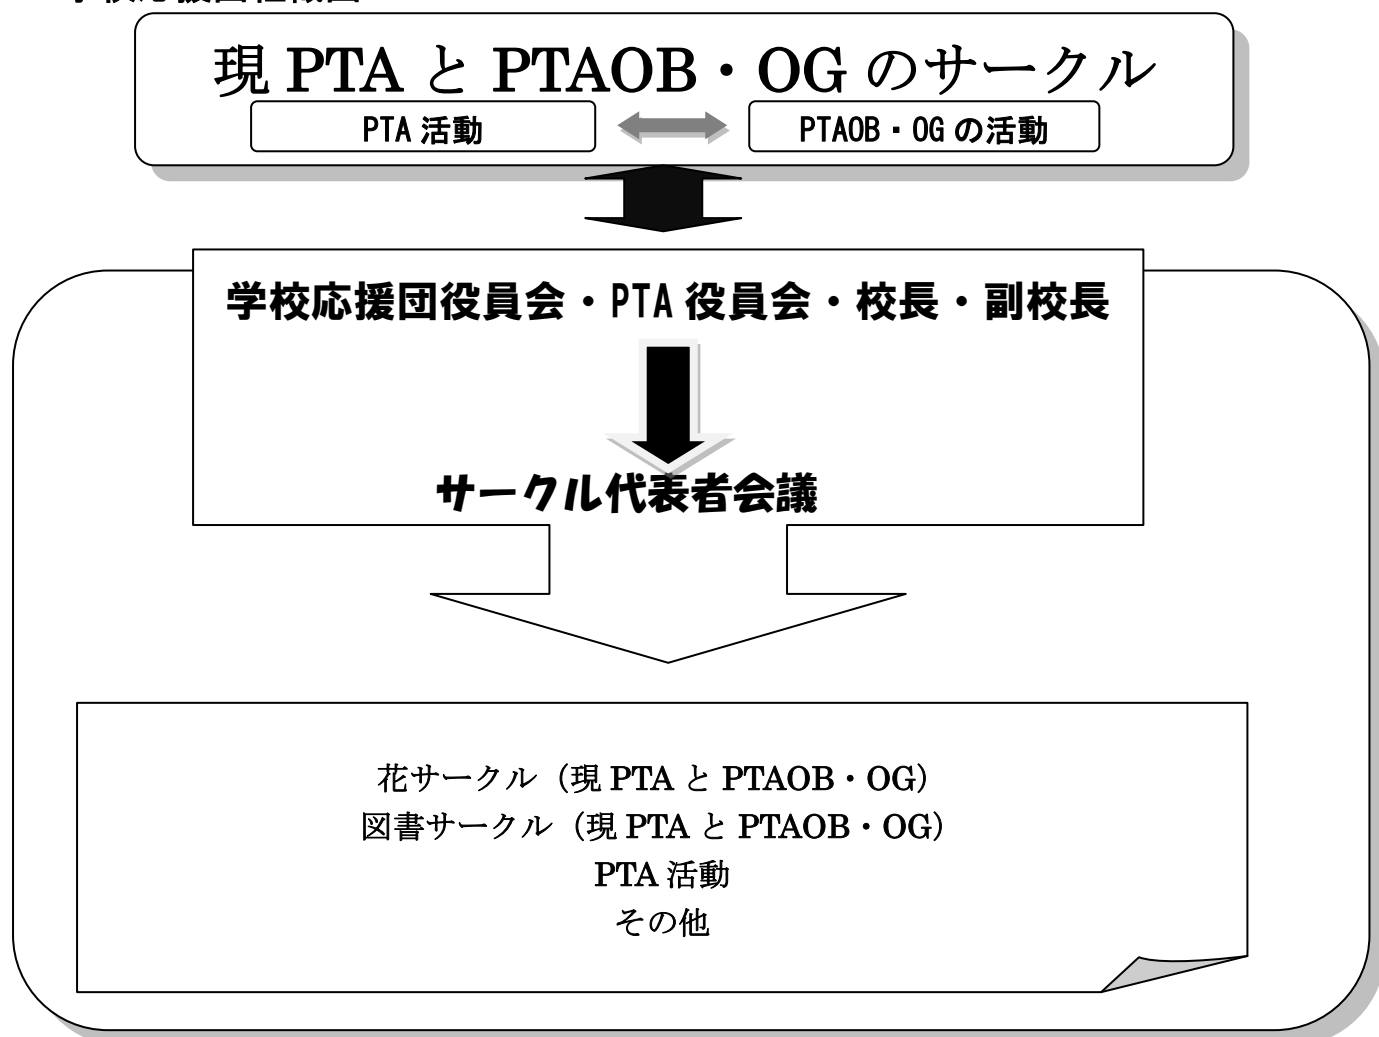 現 PTA と PTAOB・OG のサークル
PTA 活動
PTAOB・OG の活動
学校応援団役員会・PTA 役員会・校長・副校長
サークル代表者会議
花サークル（現 PTA と PTAOB・OG）
図書サークル（現 PTA と PTAOB・OG）
PTA 活動
その他